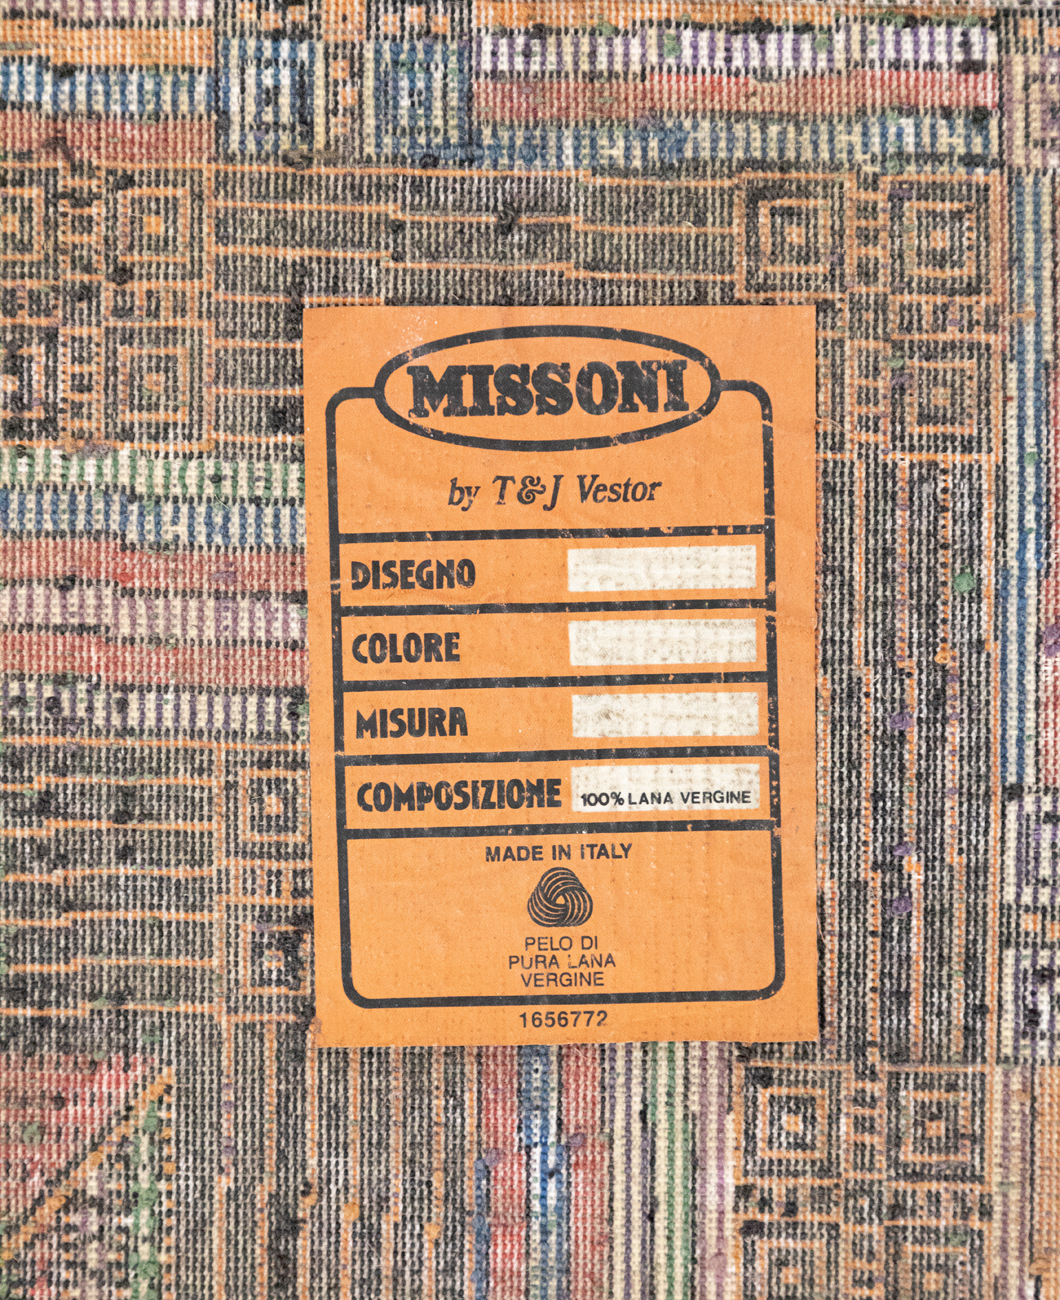 MISSONI
by T&J Vestor
DISEGNO
COLORE
MISURA
COMPOSIZIONE 100% LANA VERGINE
MADE IN ITALY
PELO DI
PURA LANA
VERGINE
1656772